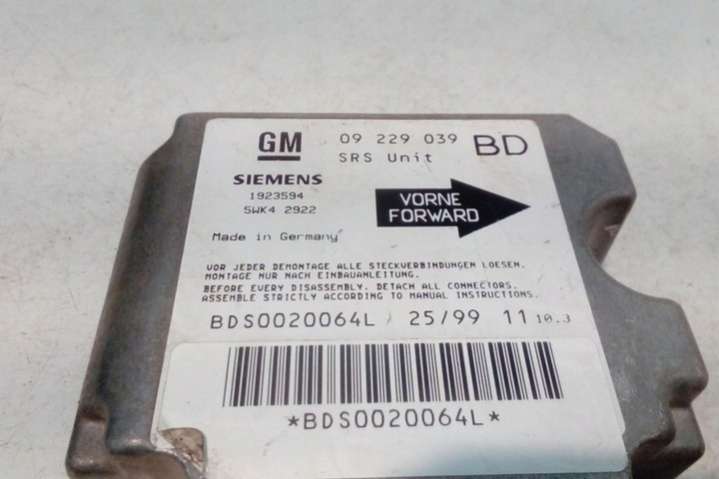 GM 09 229 039 BD
SRS Unit
SIEMENS
1923594
5WK4 2922
VORNE
FORWARD
Made in Germany
VOR JEDER DEMONTAGE ALLE STECKVERBINDUNGEN LOESEN.
MONTAGE NUR NACH EINBAUANLEITUNG.
BEFORE EVERY DISASSEMBLY. DETACH ALL CONNECTORS.
ASSEMBLE STRICTLY ACCORDING TO MANUAL INSTRUCTIONS.
BDS0020064L 25/99 11 10.3
*BDS0020064L*